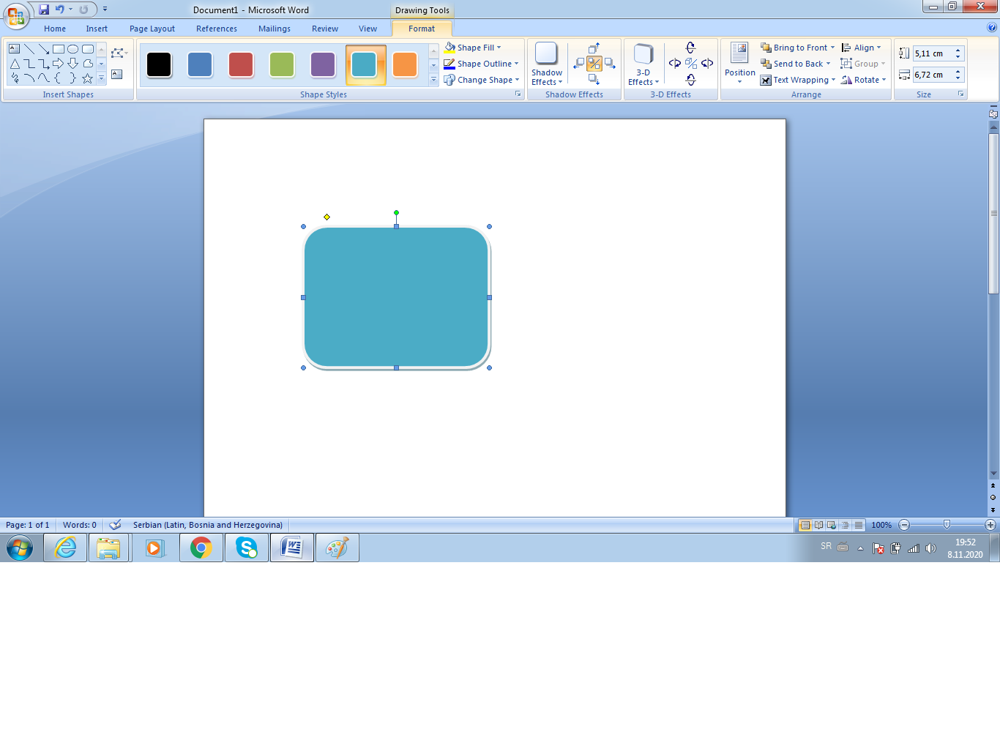 Document1 - Microsoft Word
Drawing Tools
Home Insert Page Layout References Mailings Review View Format
Shape Fill
Shape Outline
Change Shape
Shadow
Effects
3-D
Effects
Position
Bring to Front
Send to Back
Text Wrapping
Align
Group
Rotate
5,11 cm
6,72 cm
Insert Shapes
Shape Styles
Shadow Effects
3-D Effects
Arrange
Size
Page: 1 of 1 Words: 0 Serbian (Latin, Bosnia and Herzegovina) 100%
SR
19:52
8.11.2020